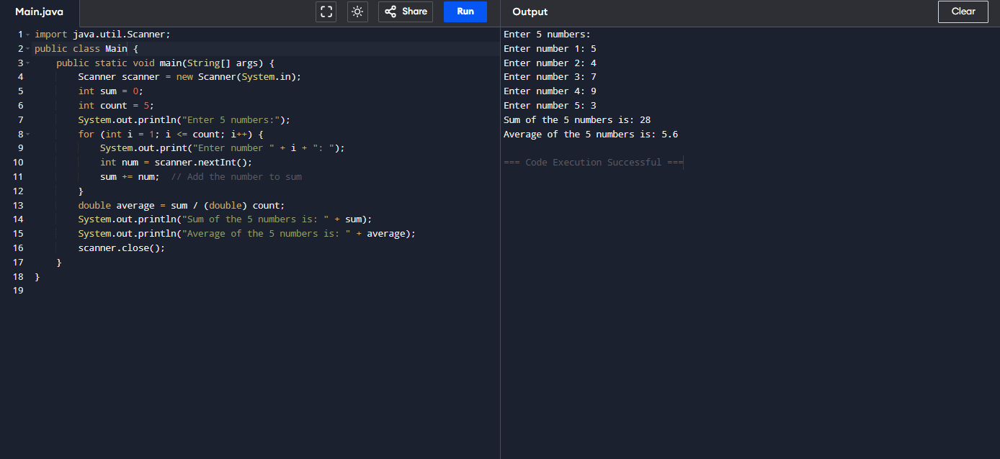 Main.java Share Run Output Clear
1 import java.util.Scanner;
2 public class Main {
3     public static void main(String[] args) {
4         Scanner scanner = new Scanner(System.in);
5         int sum = 0;
6         int count = 5;
7         System.out.println("Enter 5 numbers:");
8         for (int i = 1; i <= count; i++) {
9             System.out.print("Enter number " + i + ": ");
10             int num = scanner.nextInt();
11             sum += num;  // Add the number to sum
12         }
13         double average = sum / (double) count;
14         System.out.println("Sum of the 5 numbers is: " + sum);
15         System.out.println("Average of the 5 numbers is: " + average);
16         scanner.close();
17     }
18 }
19
Enter 5 numbers:
Enter number 1: 5
Enter number 2: 4
Enter number 3: 7
Enter number 4: 9
Enter number 5: 3
Sum of the 5 numbers is: 28
Average of the 5 numbers is: 5.6
=== Code Execution Successful ===